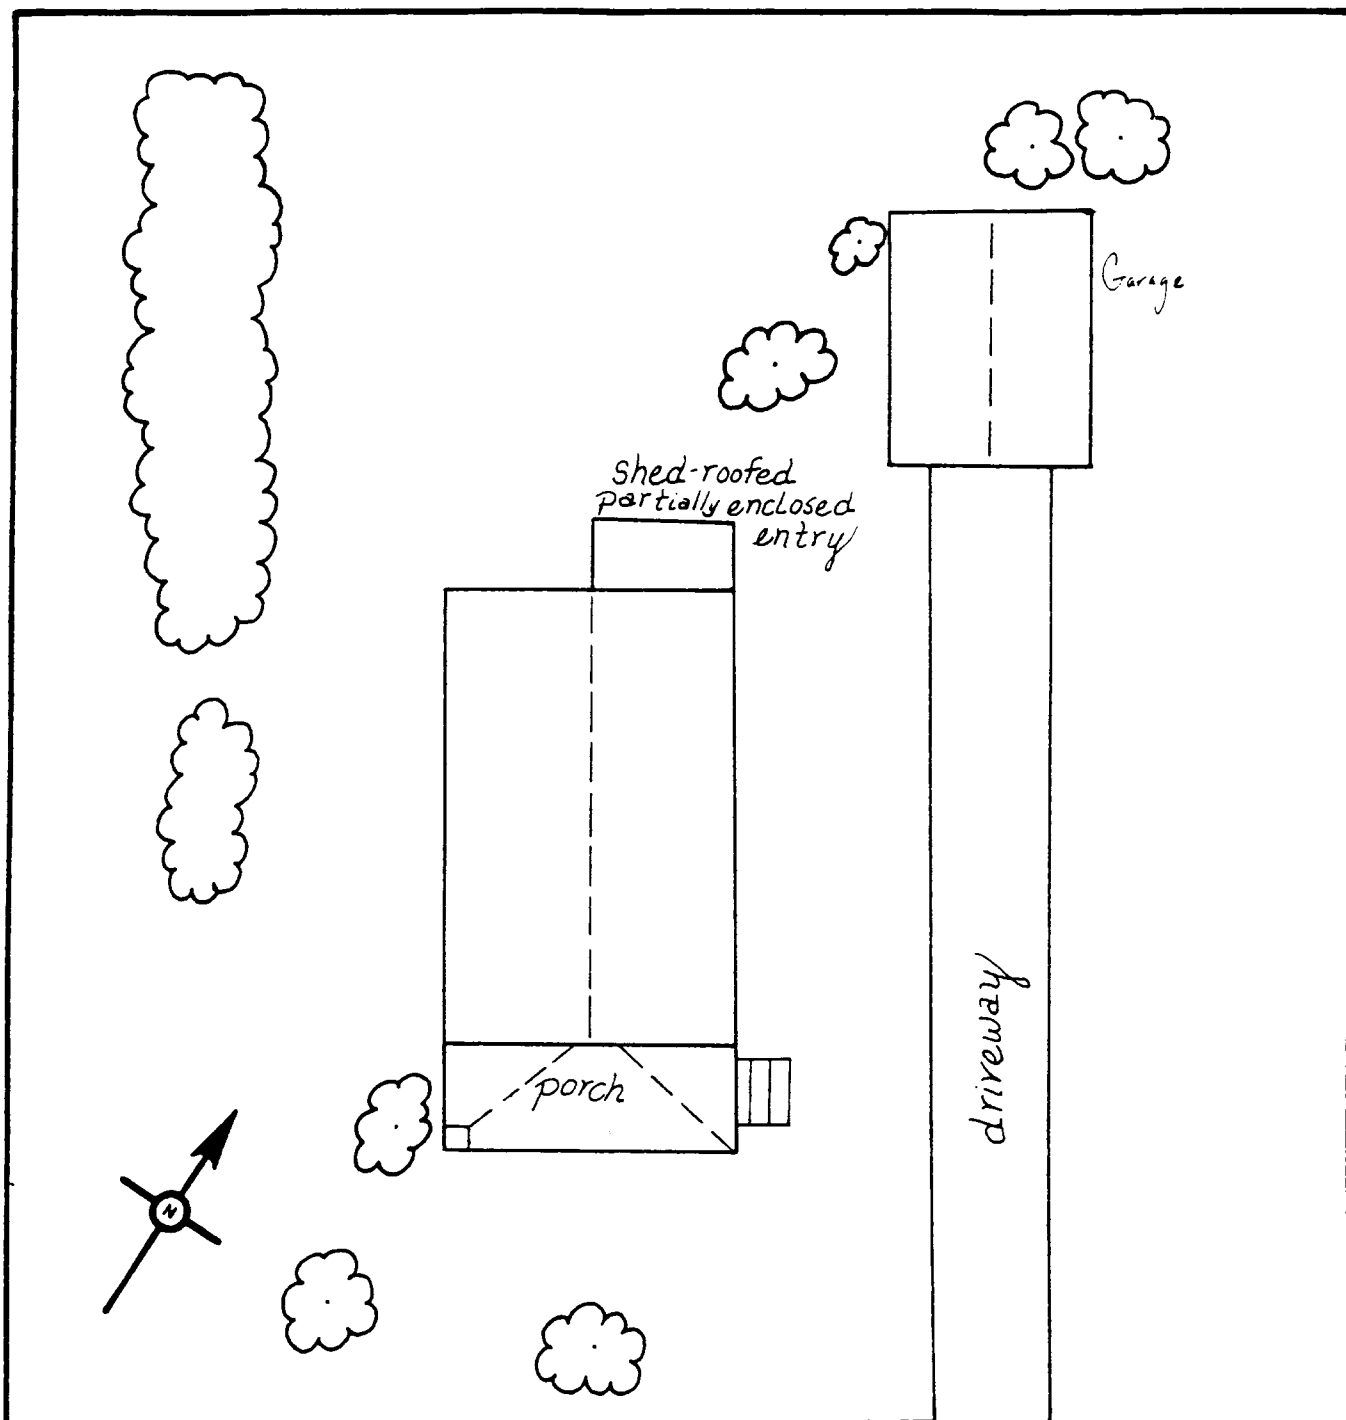 Garage
shed-roofed
partially enclosed
entry
porch
driveway
N